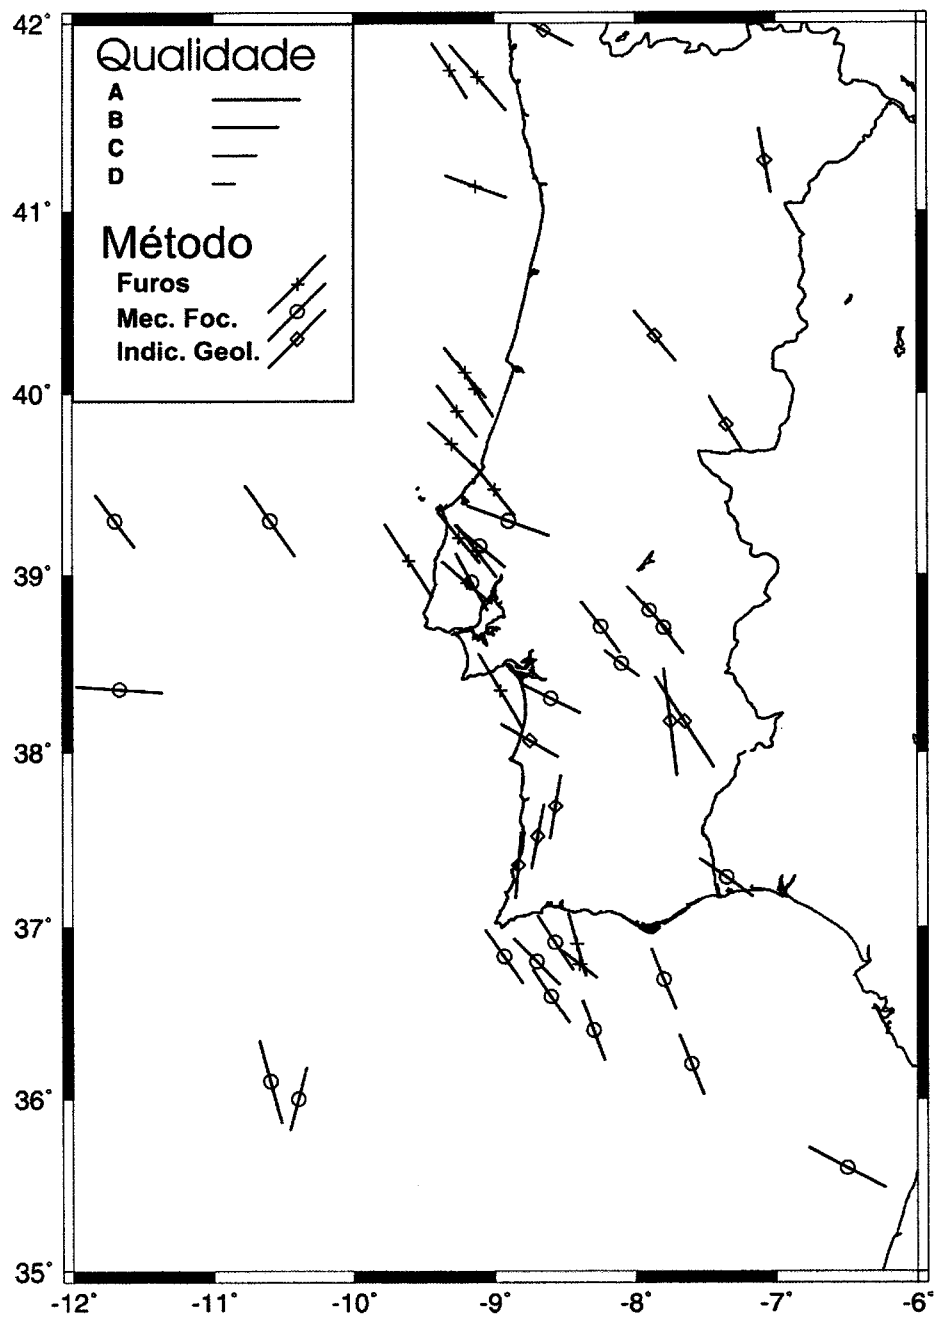 42°
Qualidade
A
B
C
D
41°
Método
Furos
Mec. Foc.
Indic. Geol.
40°
39°
38°
37°
36°
35°
-12° -11° -10° -9° -8° -7° -6°